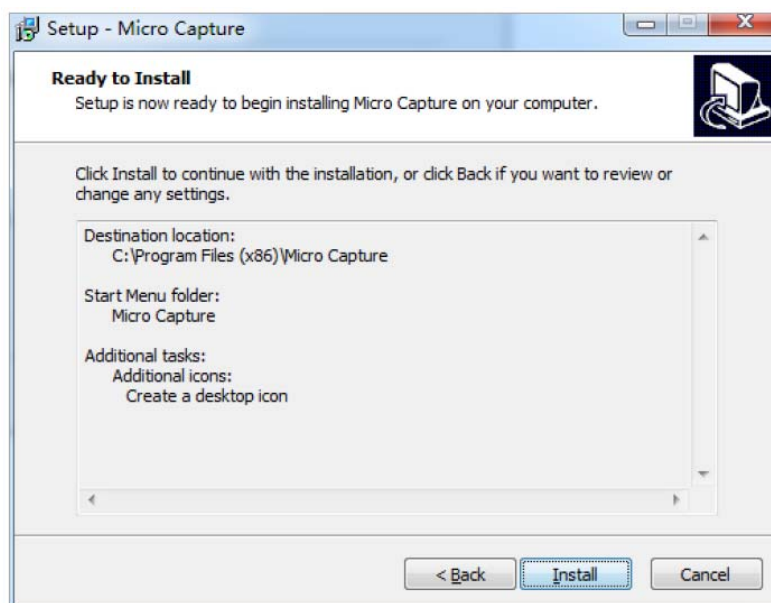 Setup - Micro Capture
Ready to Install
Setup is now ready to begin installing Micro Capture on your computer.
Click Install to continue with the installation, or click Back if you want to review or
change any settings.
Destination location:
C:\Program Files (x86)\Micro Capture
Start Menu folder:
Micro Capture
Additional tasks:
Additional icons:
Create a desktop icon
< Back Install Cancel